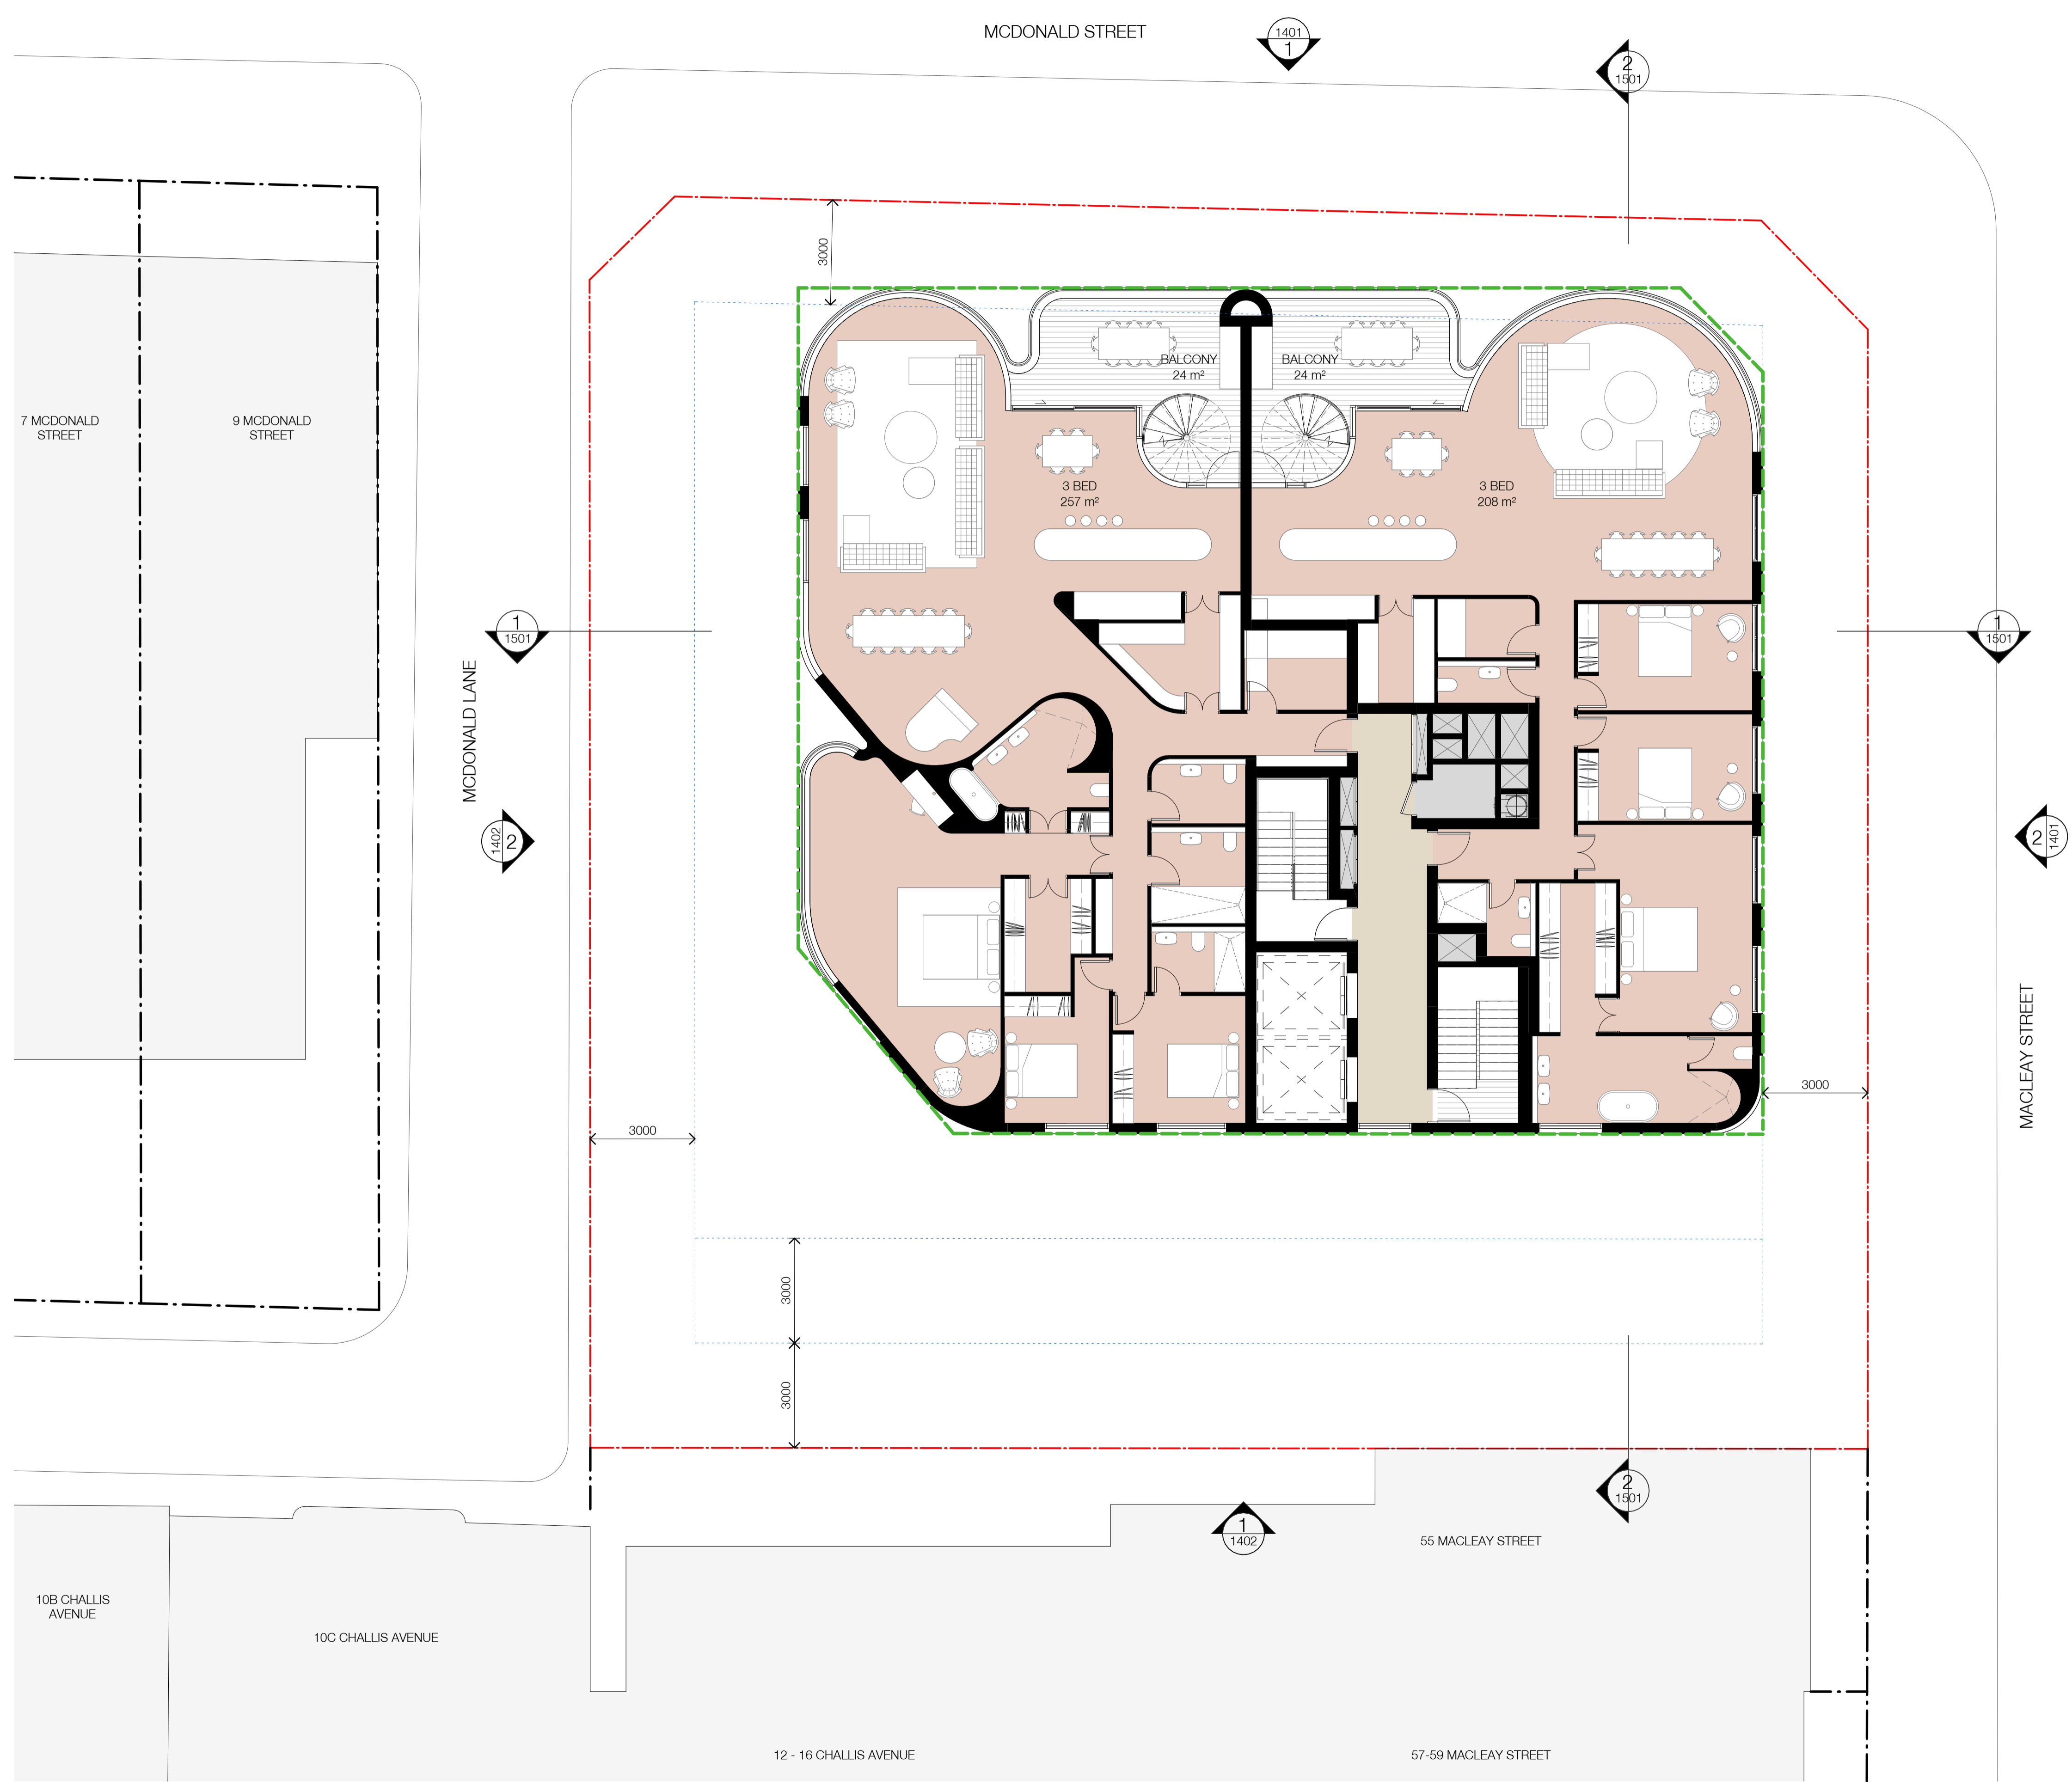 MCDONALD STREET
1401
1
2
1501
3000
BALCONY
24 m²
BALCONY
24 m²
7 MCDONALD
STREET
9 MCDONALD
STREET
3 BED
257 m²
3 BED
208 m²
1
1501
1
1501
MCDONALD LANE
1402
2
2
1401
MACLEAY STREET
3000
3000
3000
3000
2
1501
1
1402
55 MACLEAY STREET
10B CHALLIS
AVENUE
10C CHALLIS AVENUE
12 - 16 CHALLIS AVENUE
57-59 MACLEAY STREET